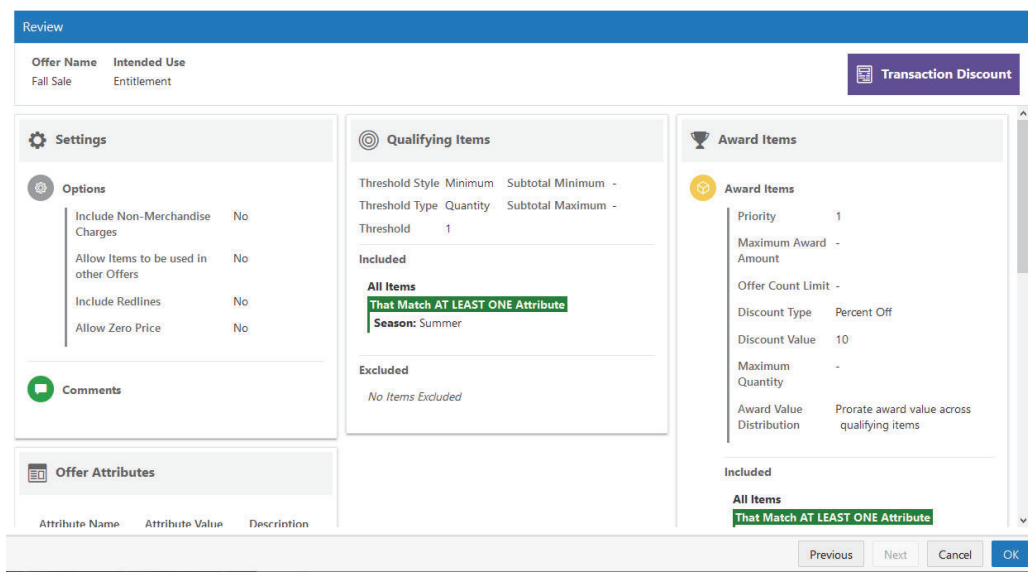 Review
Offer Name Intended Use
Fall Sale Entitlement
Transaction Discount
Settings
Options
Include Non-Merchandise No
Charges
Allow Items to be used in No
other Offers
Include Redlines No
Allow Zero Price No
Comments
Offer Attributes
Attribute Name Attribute Value Description
Qualifying Items
Threshold Style Minimum Subtotal Minimum -
Threshold Type Quantity Subtotal Maximum -
Threshold 1
Included
All Items
That Match AT LEAST ONE Attribute
Season: Summer
Excluded
No Items Excluded
Award Items
Award Items
Priority 1
Maximum Award -
Amount
Offer Count Limit -
Discount Type Percent Off
Discount Value 10
Maximum -
Quantity
Award Value Prorate award value across
Distribution qualifying items
Included
All Items
That Match AT LEAST ONE Attribute
Previous Next Cancel OK